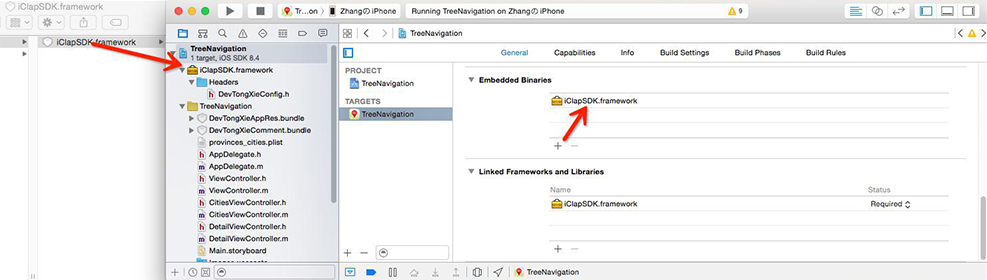 iClapSDK.framework
iClapSDK.framework
Tr...on
Zhangの iPhone
Running TreeNavigation on Zhangの iPhone
9
TreeNavigation
1 target, iOS SDK 8.4
iClapSDK.framework
Headers
DevTongXieConfig.h
TreeNavigation
DevTongXieAppRes.bundle
DevTongXieComment.bundle
provinces_cities.plist
AppDelegate.h
AppDelegate.m
ViewController.h
ViewController.m
CitiesViewController.h
CitiesViewController.m
DetailViewController.h
DetailViewController.m
Main.storyboard
TreeNavigation
General Capabilities Info Build Settings Build Phases Build Rules
PROJECT
TreeNavigation
TARGETS
TreeNavigation
Embedded Binaries
iClapSDK.framework
Linked Frameworks and Libraries
Name Status
iClapSDK.framework Required
TreeNavigation